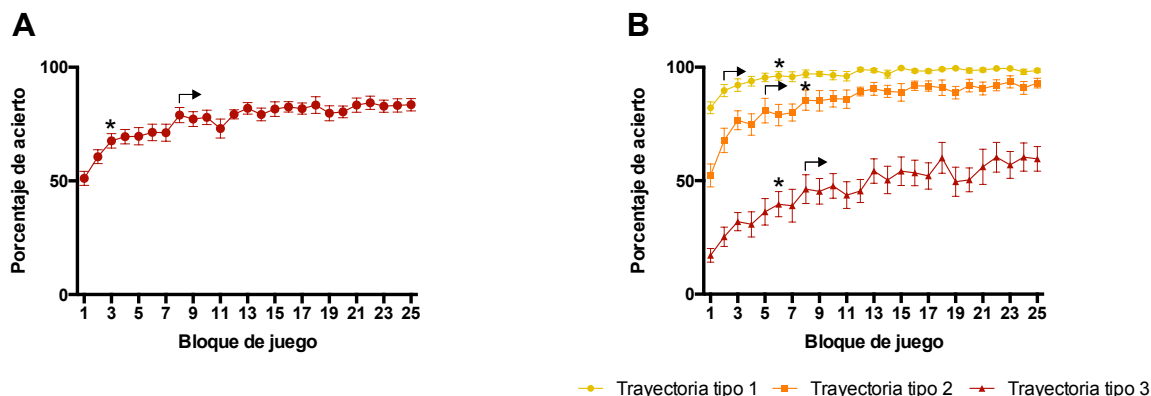 A
Porcentaje de acierto
100
50
0
*
1 3 5 7 9 11 13 15 17 19 21 23 25
Bloque de juego
B
Porcentaje de acierto
100
50
0
*
*
*
1 3 5 7 9 11 13 15 17 19 21 23 25
Bloque de juego
Trayectoria tipo 1 Trayectoria tipo 2 Trayectoria tipo 3